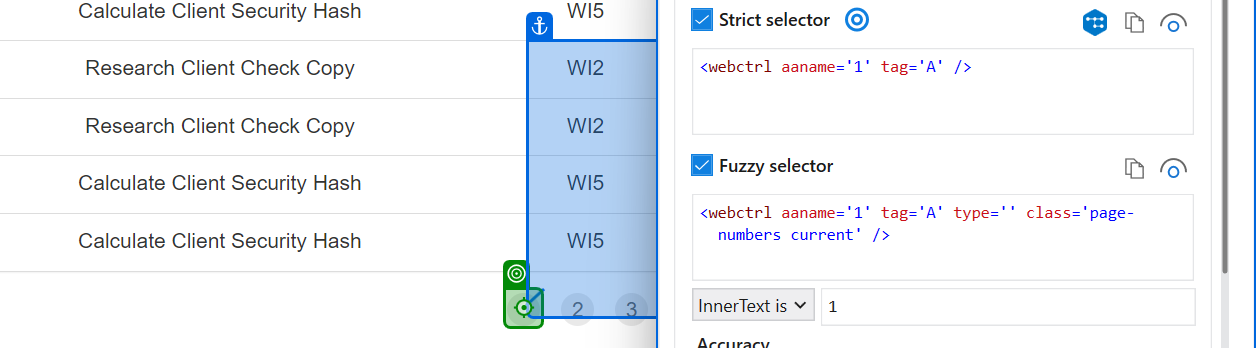 Calculate Client Security Hash WI5
Research Client Check Copy WI2
Research Client Check Copy WI2
Calculate Client Security Hash WI5
Calculate Client Security Hash WI5
2 3
Strict selector
<webctrl aaname='1' tag='A' />
Fuzzy selector
<webctrl aaname='1' tag='A' type='' class='page-
numbers current' />
InnerText is 1
Accuracy